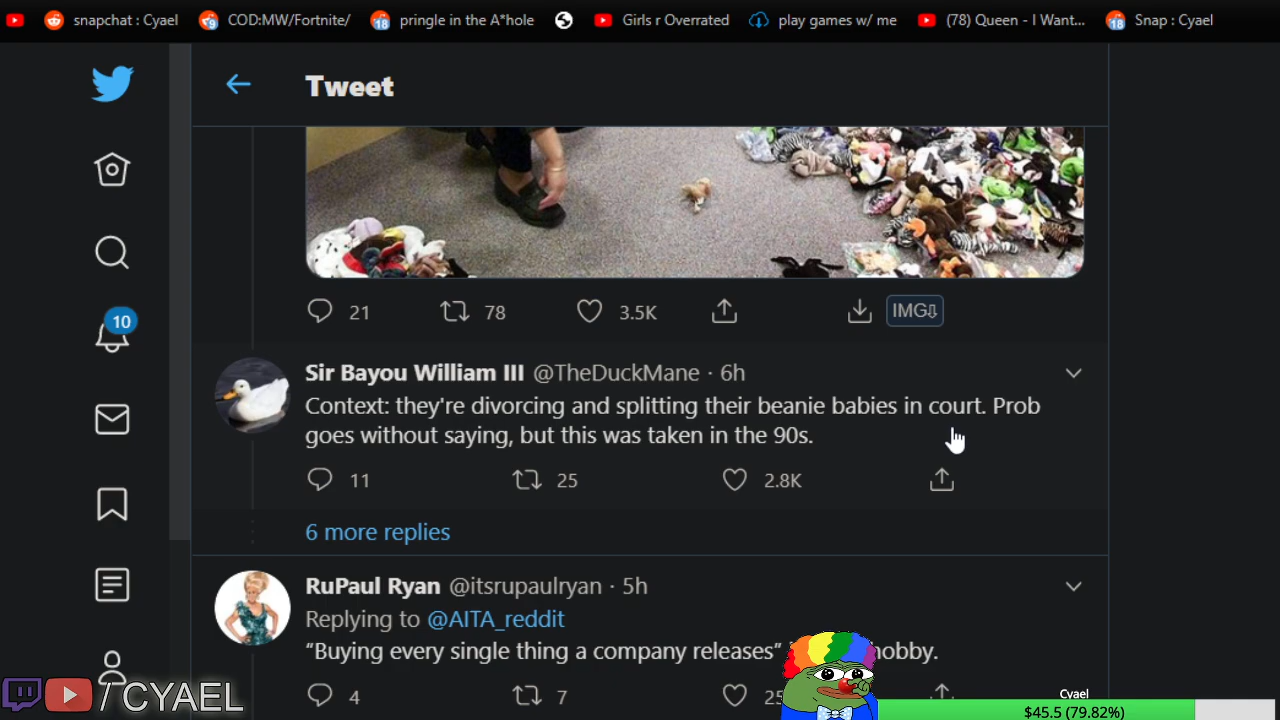 snapchat : Cyael
COD:MW/Fortnite/
pringle in the A*hole
Girls r Overrated
play games w/ me
(78) Queen - I Want...
Snap : Cyael
Tweet
21
78
3.5K
IMG
10
Sir Bayou William III @TheDuckMane · 6h
Context: they're divorcing and splitting their beanie babies in court. Prob
goes without saying, but this was taken in the 90s.
11
25
2.8K
6 more replies
RuPaul Ryan @itsrupaulryan · 5h
Replying to @AITA_reddit
“Buying every single thing a company releases” hobby.
4
7
/ CYAEL
Cyael
$45.5 (79.82%)